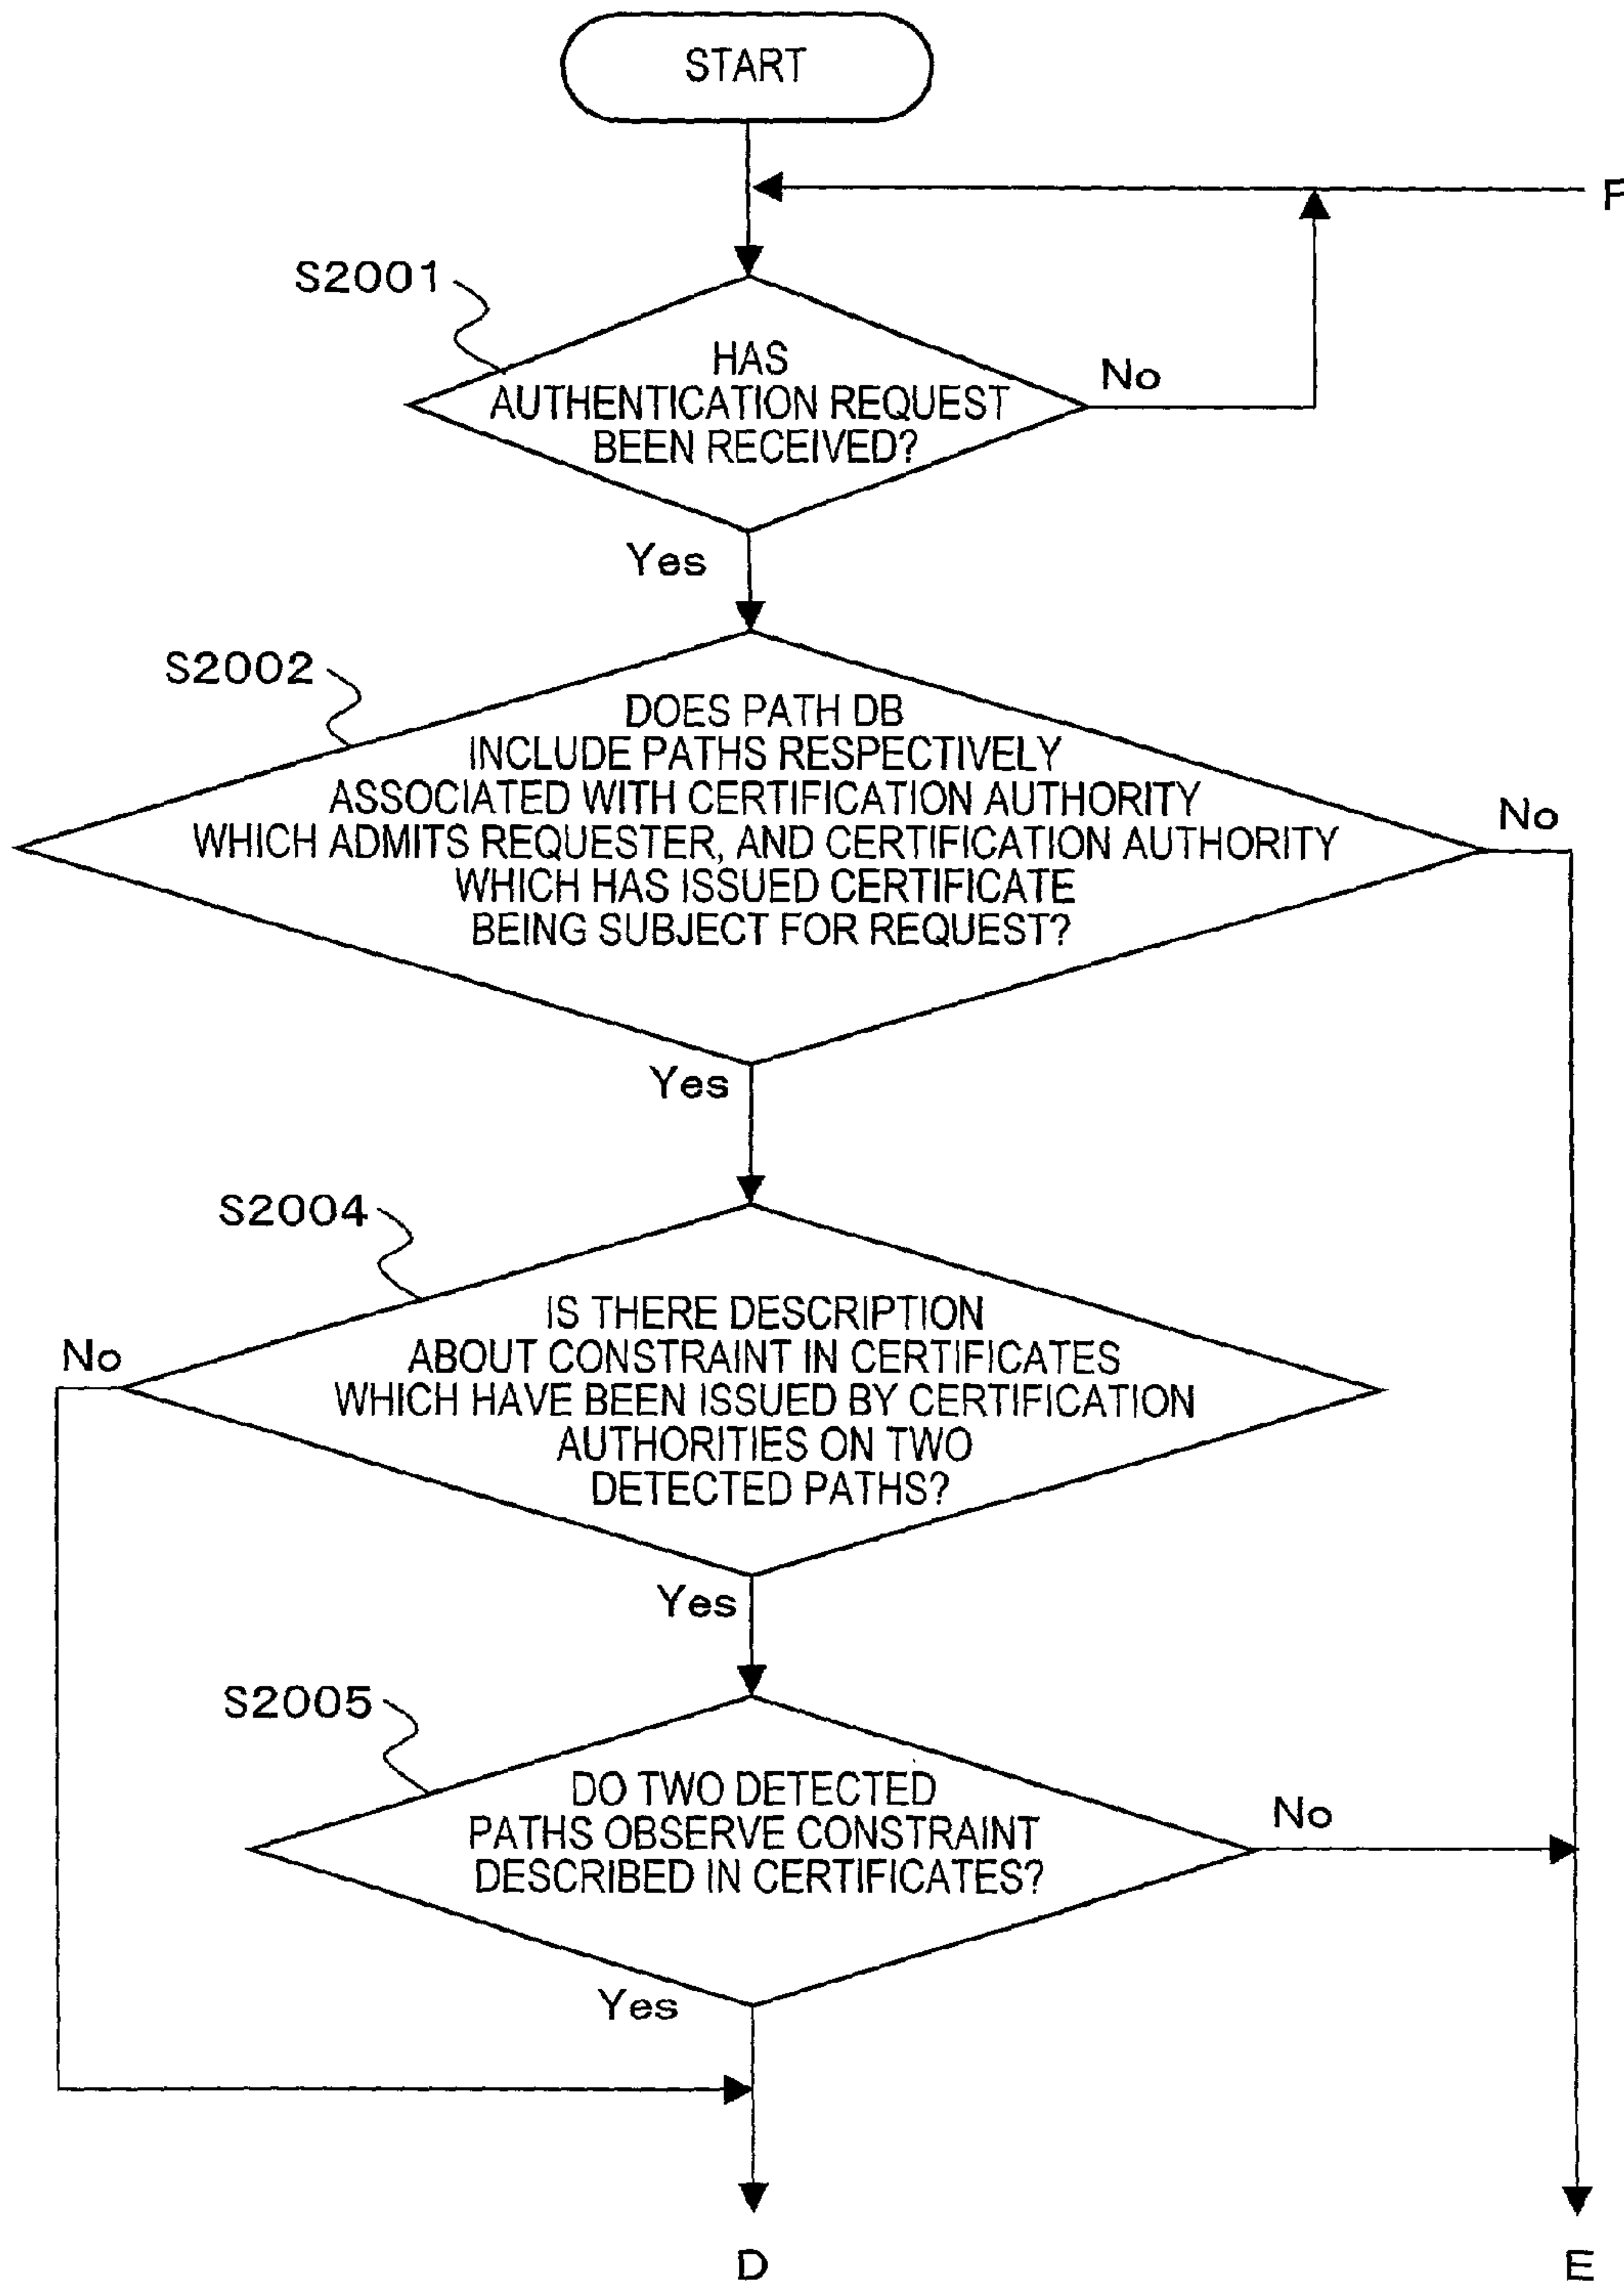 START
F
S2001
HAS
AUTHENTICATION REQUEST
BEEN RECEIVED?
No
Yes
S2002
DOES PATH DB
INCLUDE PATHS RESPECTIVELY
ASSOCIATED WITH CERTIFICATION AUTHORITY
WHICH ADMITS REQUESTER, AND CERTIFICATION AUTHORITY
WHICH HAS ISSUED CERTIFICATE
BEING SUBJECT FOR REQUEST?
No
Yes
S2004
IS THERE DESCRIPTION
ABOUT CONSTRAINT IN CERTIFICATES
WHICH HAVE BEEN ISSUED BY CERTIFICATION
AUTHORITIES ON TWO
DETECTED PATHS?
No
Yes
S2005
DO TWO DETECTED
PATHS OBSERVE CONSTRAINT
DESCRIBED IN CERTIFICATES?
No
Yes
D
E